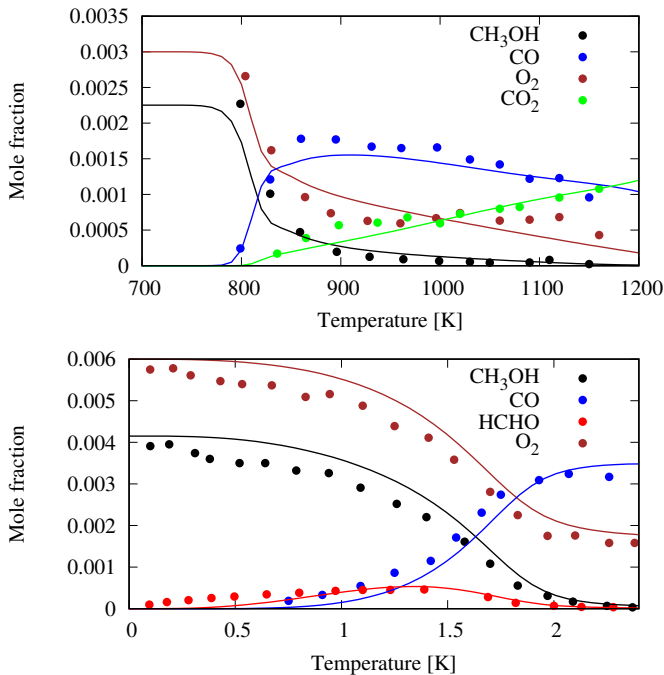 0.0035
0.003
0.0025
0.002
0.0015
0.001
0.0005
0
Mole fraction
CH3OH
CO
O2
CO2
700 800 900 1000 1100 1200
Temperature [K]
0.006
0.005
0.004
0.003
0.002
0.001
0
Mole fraction
CH3OH
CO
HCHO
O2
0 0.5 1 1.5 2
Temperature [K]